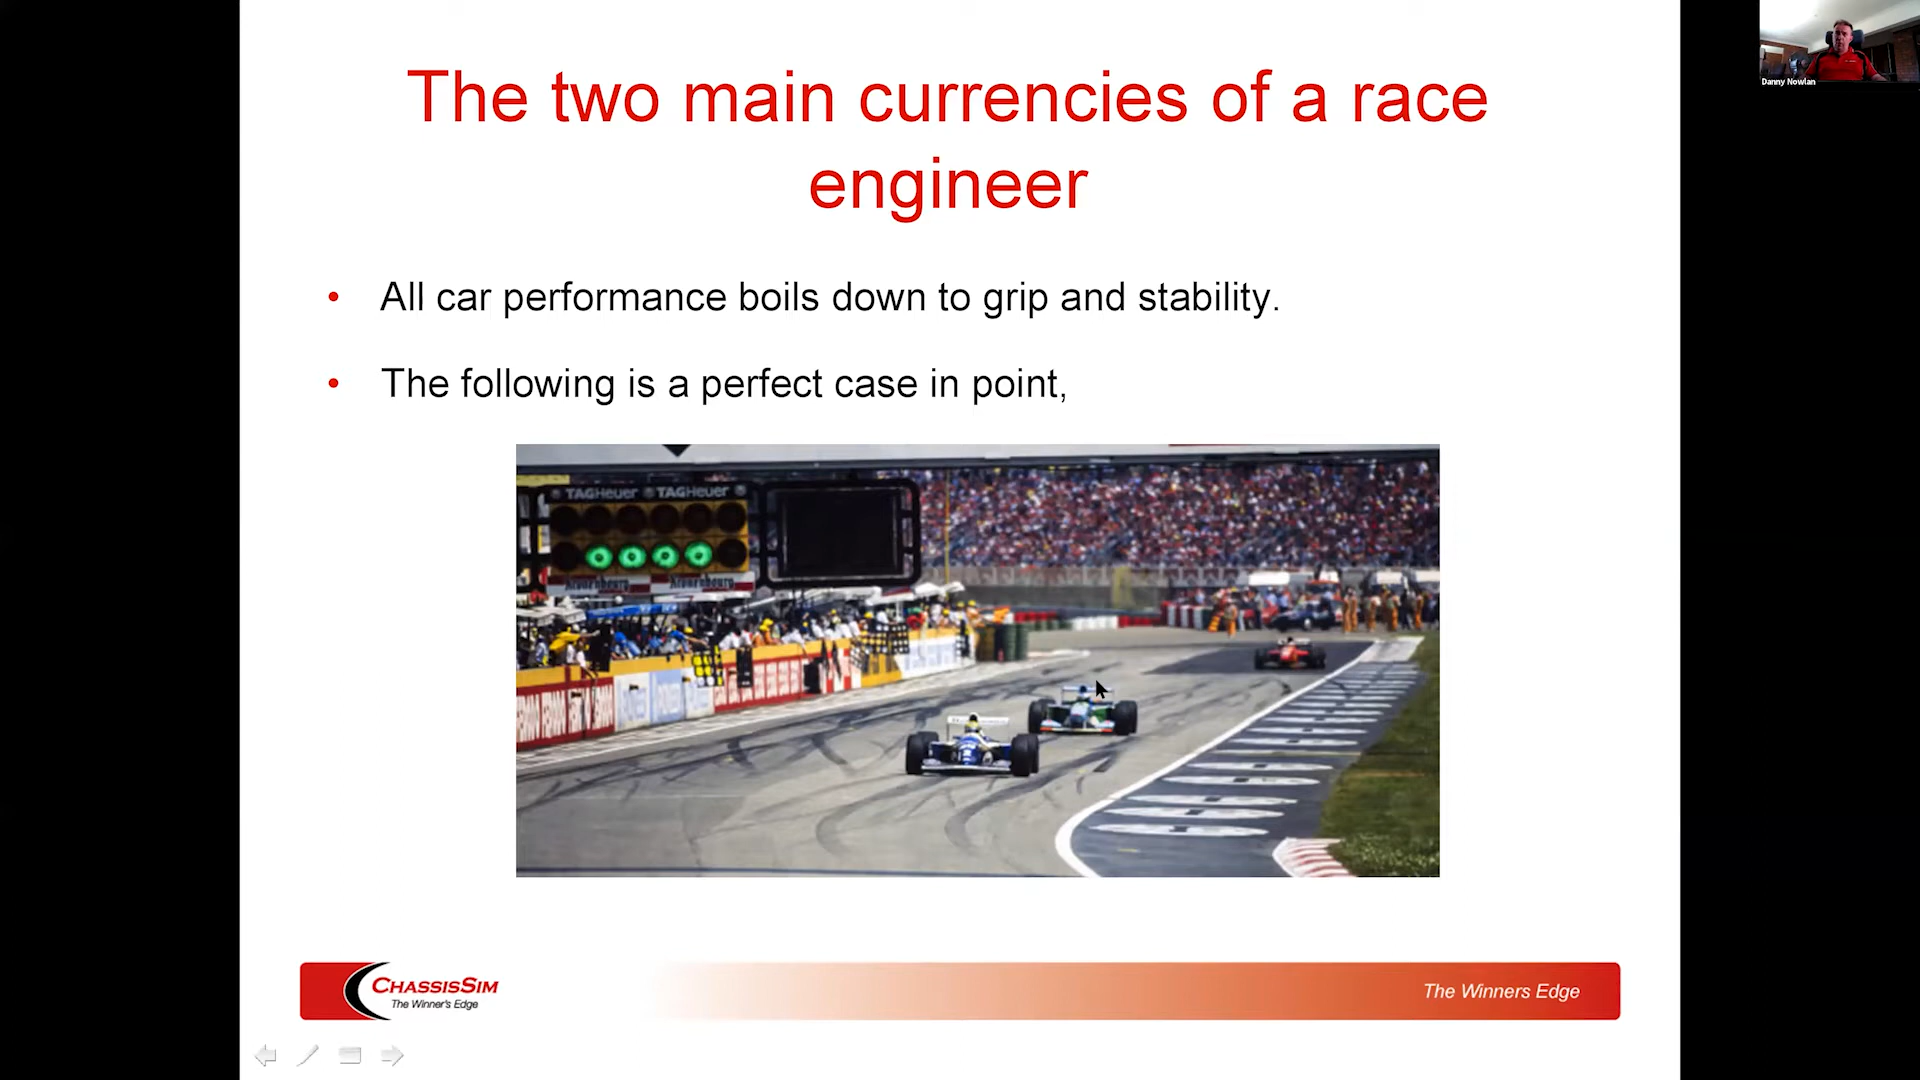 The two main currencies of a race
engineer
Danny Nowlan
• All car performance boils down to grip and stability.
• The following is a perfect case in point,
TAGHeuer TAGHeuer
CHASSISSIM
The Winner's Edge
The Winners Edge